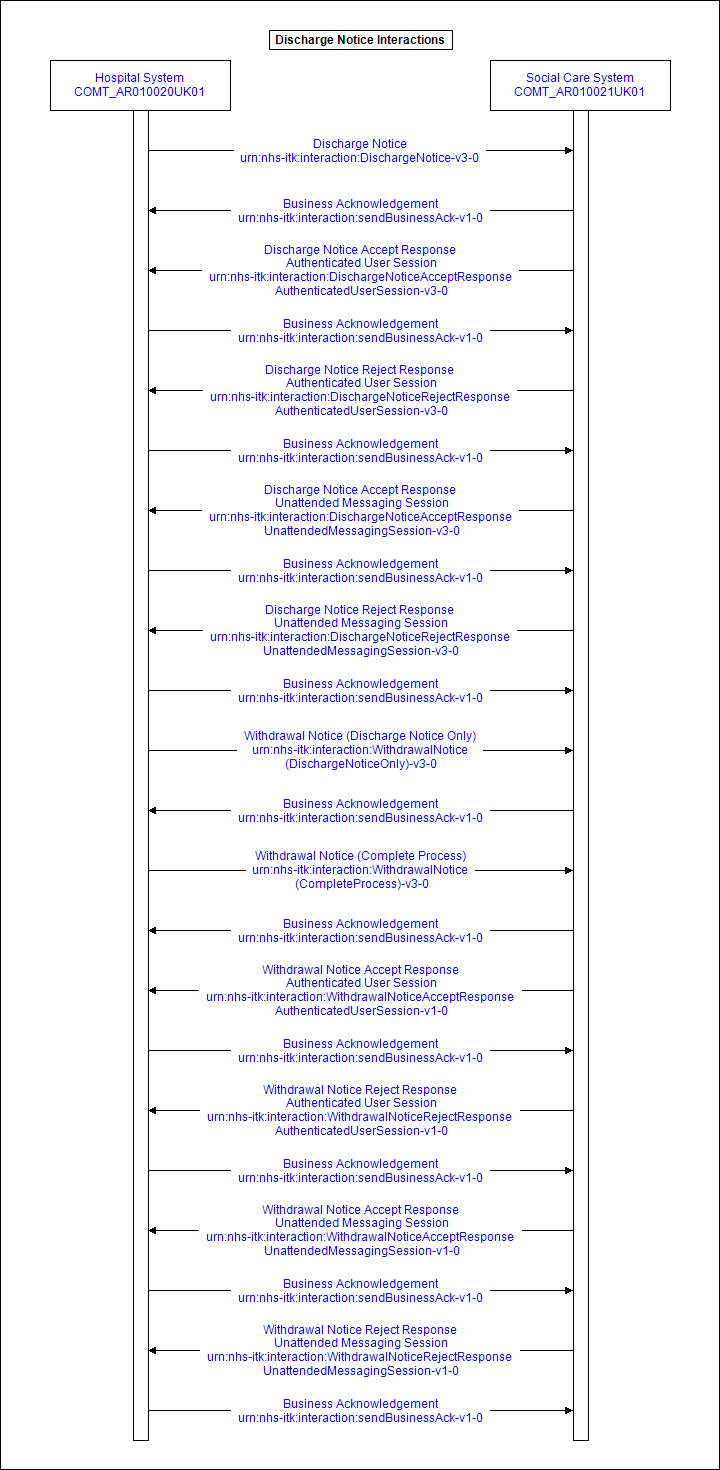 Discharge Notice Interactions
Hospital System
COMT_AR010020UK01
Social Care System
COMT_AR010021UK01
Discharge Notice
urn:nhs-itk:interaction:DischargeNotice-v3-0
Business Acknowledgement
urn:nhs-itk:interaction:sendBusinessAck-v1-0
Discharge Notice Accept Response
Authenticated User Session
urn:nhs-itk:interaction:DischargeNoticeAcceptResponse
AuthenticatedUserSession-v3-0
Business Acknowledgement
urn:nhs-itk:interaction:sendBusinessAck-v1-0
Discharge Notice Reject Response
Authenticated User Session
urn:nhs-itk:interaction:DischargeNoticeRejectResponse
AuthenticatedUserSession-v3-0
Business Acknowledgement
urn:nhs-itk:interaction:sendBusinessAck-v1-0
Discharge Notice Accept Response
Unattended Messaging Session
urn:nhs-itk:interaction:DischargeNoticeAcceptResponse
UnattendedMessagingSession-v3-0
Business Acknowledgement
urn:nhs-itk:interaction:sendBusinessAck-v1-0
Discharge Notice Reject Response
Unattended Messaging Session
urn:nhs-itk:interaction:DischargeNoticeRejectResponse
UnattendedMessagingSession-v3-0
Business Acknowledgement
urn:nhs-itk:interaction:sendBusinessAck-v1-0
Withdrawal Notice (Discharge Notice Only)
urn:nhs-itk:interaction:WithdrawalNotice
(DischargeNoticeOnly)-v3-0
Business Acknowledgement
urn:nhs-itk:interaction:sendBusinessAck-v1-0
Withdrawal Notice (Complete Process)
urn:nhs-itk:interaction:WithdrawalNotice
(CompleteProcess)-v3-0
Business Acknowledgement
urn:nhs-itk:interaction:sendBusinessAck-v1-0
Withdrawal Notice Accept Response
Authenticated User Session
urn:nhs-itk:interaction:WithdrawalNoticeAcceptResponse
AuthenticatedUserSession-v1-0
Business Acknowledgement
urn:nhs-itk:interaction:sendBusinessAck-v1-0
Withdrawal Notice Reject Response
Authenticated User Session
urn:nhs-itk:interaction:WithdrawalNoticeRejectResponse
AuthenticatedUserSession-v1-0
Business Acknowledgement
urn:nhs-itk:interaction:sendBusinessAck-v1-0
Withdrawal Notice Accept Response
Unattended Messaging Session
urn:nhs-itk:interaction:WithdrawalNoticeAcceptResponse
UnattendedMessagingSession-v1-0
Business Acknowledgement
urn:nhs-itk:interaction:sendBusinessAck-v1-0
Withdrawal Notice Reject Response
Unattended Messaging Session
urn:nhs-itk:interaction:WithdrawalNoticeRejectResponse
UnattendedMessagingSession-v1-0
Business Acknowledgement
urn:nhs-itk:interaction:sendBusinessAck-v1-0